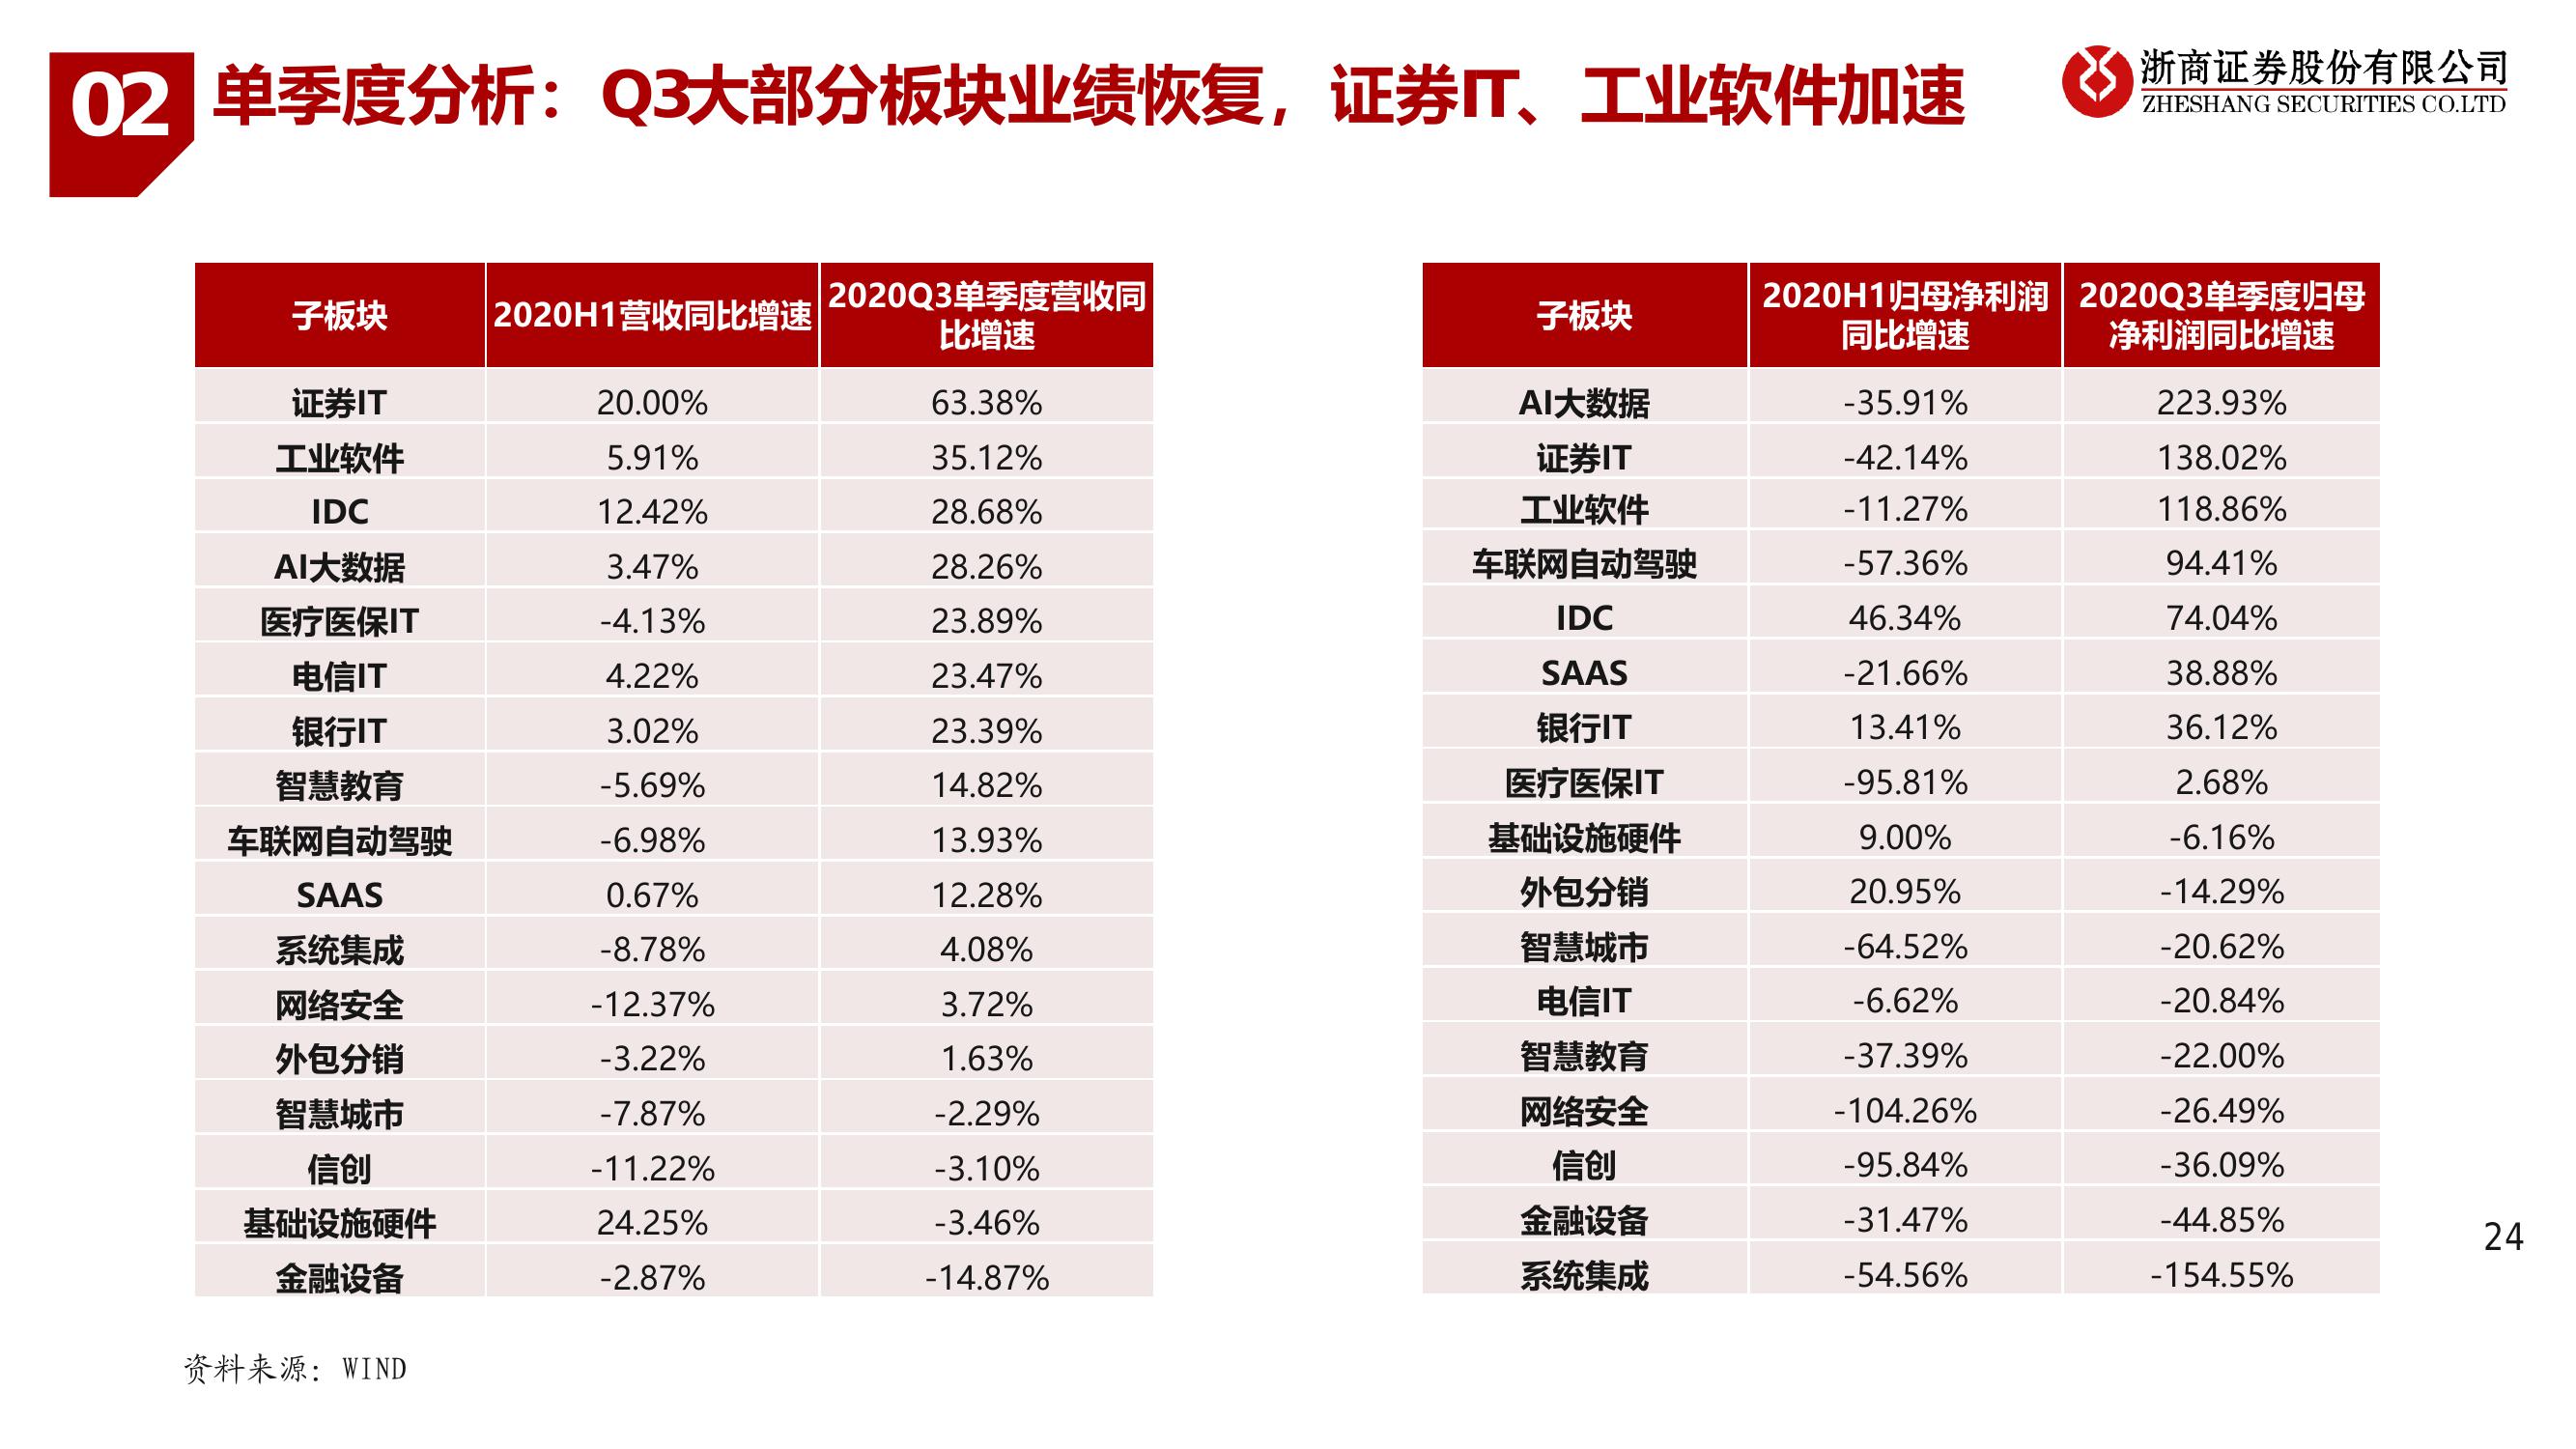 02
单季度分析：Q3大部分板块业绩恢复，证券IT、工业软件加速
浙商证券股份有限公司
ZHESHANG SECURITIES CO.LTD
子板块 2020H1营收同比增速 2020Q3单季度营收同比增速
证券IT 20.00% 63.38%
工业软件 5.91% 35.12%
IDC 12.42% 28.68%
AI大数据 3.47% 28.26%
医疗医保IT -4.13% 23.89%
电信IT 4.22% 23.47%
银行IT 3.02% 23.39%
智慧教育 -5.69% 14.82%
车联网自动驾驶 -6.98% 13.93%
SAAS 0.67% 12.28%
系统集成 -8.78% 4.08%
网络安全 -12.37% 3.72%
外包分销 -3.22% 1.63%
智慧城市 -7.87% -2.29%
信创 -11.22% -3.10%
基础设施硬件 24.25% -3.46%
金融设备 -2.87% -14.87%
子板块 2020H1归母净利润同比增速 2020Q3单季度归母净利润同比增速
AI大数据 -35.91% 223.93%
证券IT -42.14% 138.02%
工业软件 -11.27% 118.86%
车联网自动驾驶 -57.36% 94.41%
IDC 46.34% 74.04%
SAAS -21.66% 38.88%
银行IT 13.41% 36.12%
医疗医保IT -95.81% 2.68%
基础设施硬件 9.00% -6.16%
外包分销 20.95% -14.29%
智慧城市 -64.52% -20.62%
电信IT -6.62% -20.84%
智慧教育 -37.39% -22.00%
网络安全 -104.26% -26.49%
信创 -95.84% -36.09%
金融设备 -31.47% -44.85%
系统集成 -54.56% -154.55%
24
资料来源：WIND